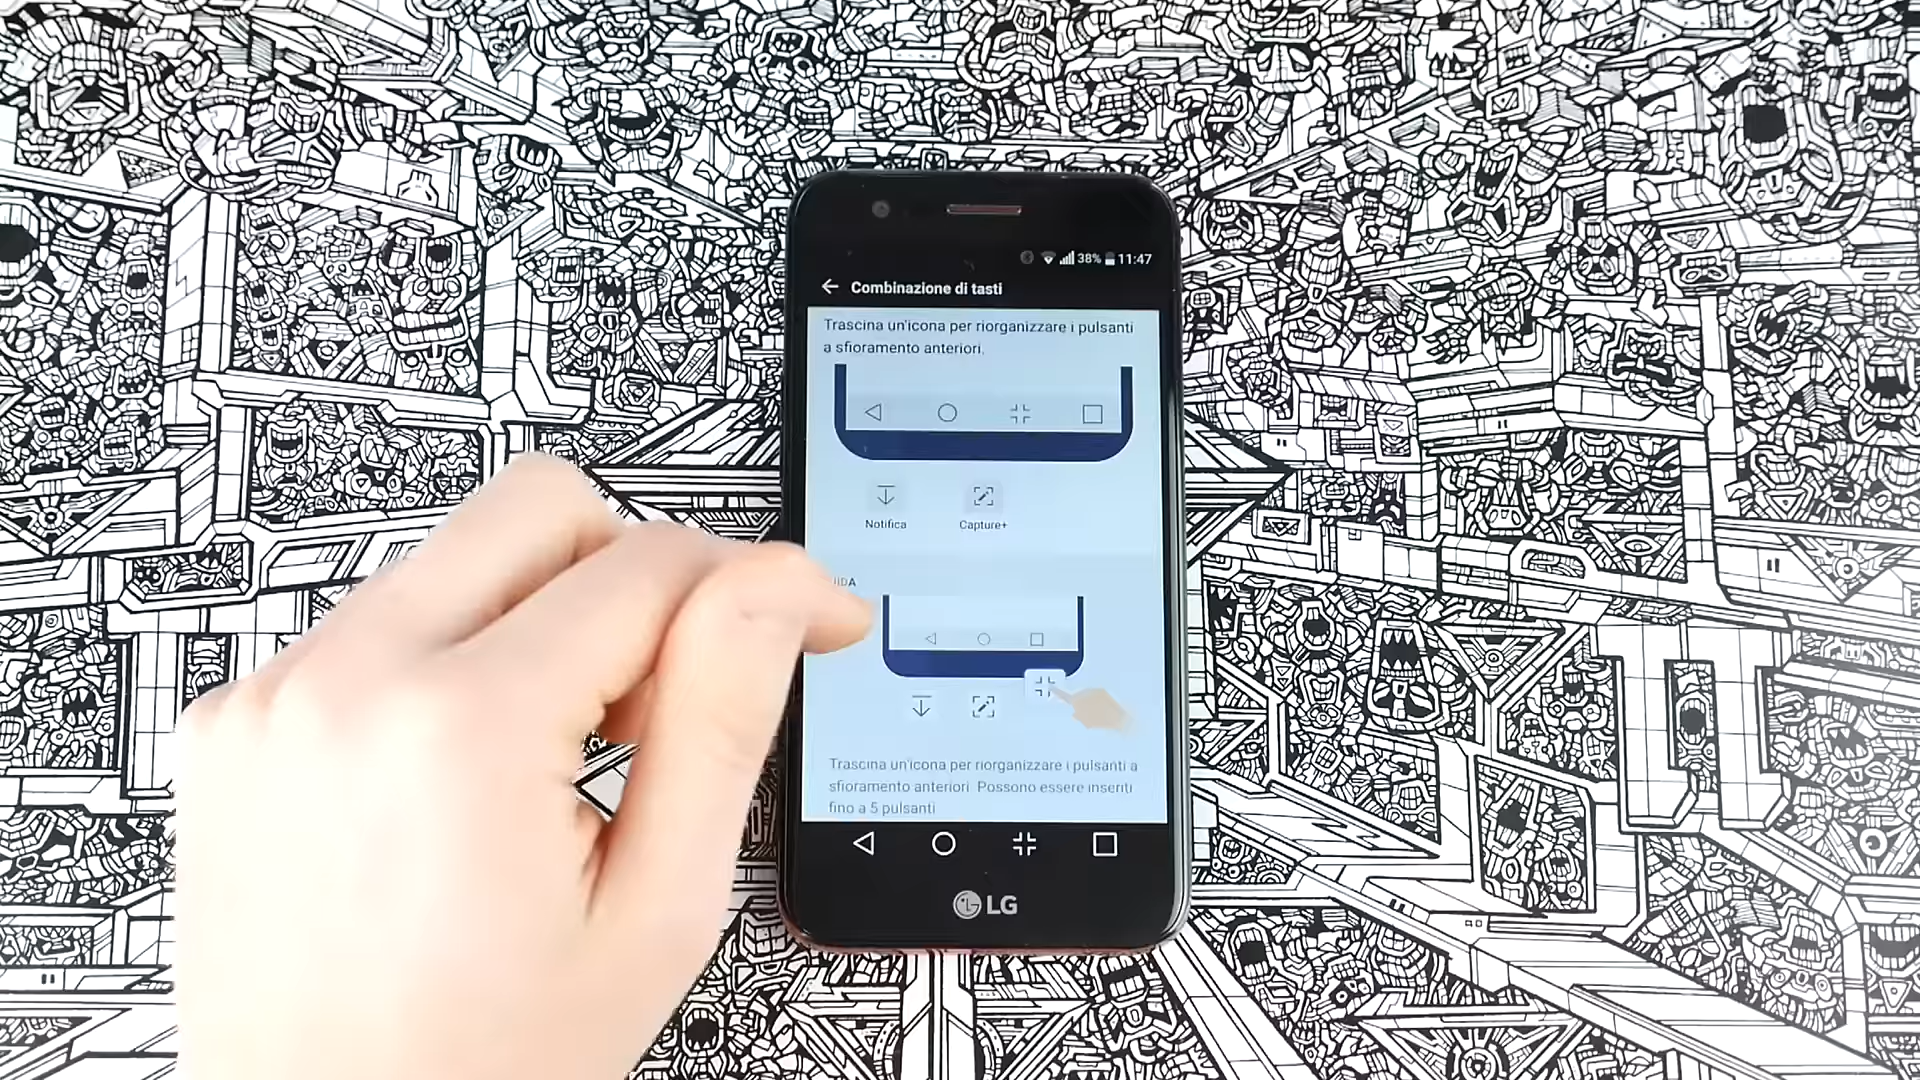 38% 11:47
Combinazione di tasti
Trascina un'icona per riorganizzare i pulsanti
a sfioramento anteriori.
Notifica Capture+
Trascina un'icona per riorganizzare i pulsanti a
sfioramento anteriori. Possono essere inseriti
fino a 5 pulsanti
LG